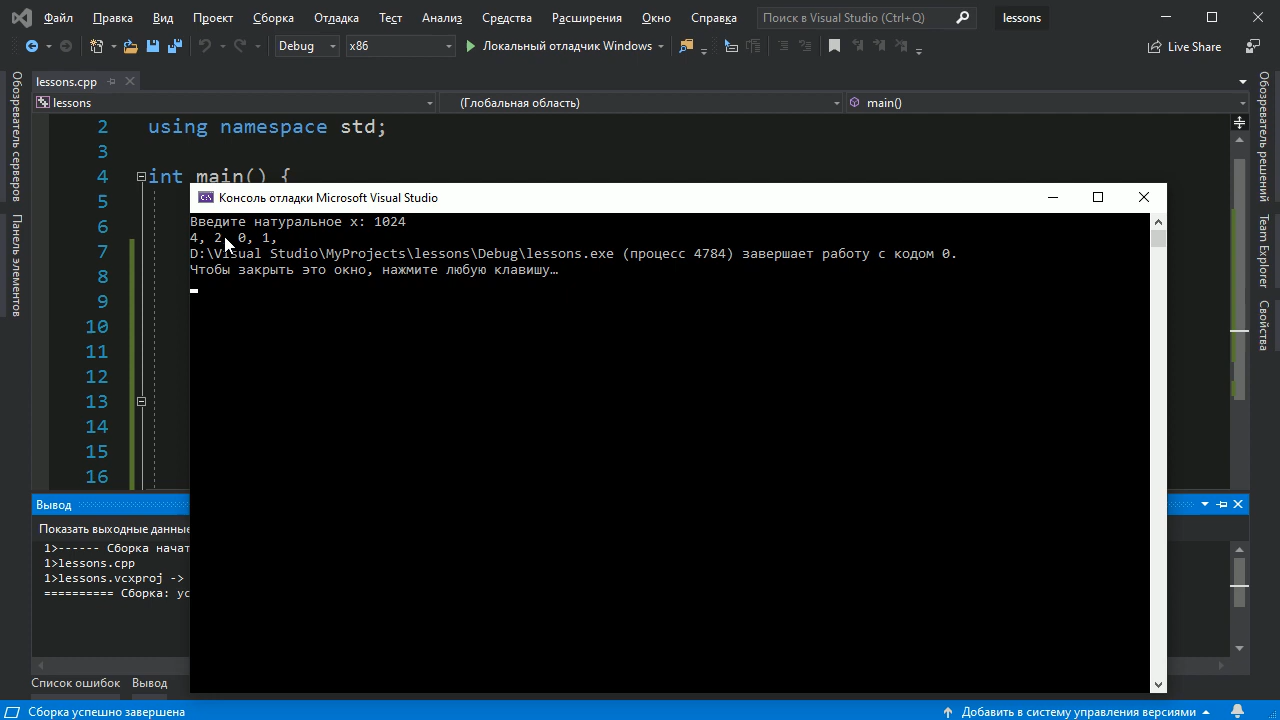 Файл Правка Вид Проект Сборка Отладка Тест Анализ Средства Расширения Окно Справка Поиск в Visual Studio (Ctrl+Q) lessons
Debug x86 Локальный отладчик Windows Live Share
Обозреватель серверов
Панель элементов
lessons.cpp
lessons (Глобальная область) main()
2 using namespace std;
3
4 int main() {
5
6
7
8
9
10
11
12
13
14
15
16
Консоль отладки Microsoft Visual Studio
Введите натуральное x: 1024
4, 2, 0, 1,
D:\Visual Studio\MyProjects\lessons\Debug\lessons.exe (процесс 4784) завершает работу с кодом 0.
Чтобы закрыть это окно, нажмите любую клавишу…
Обозреватель решений
Team Explorer
Свойства
Вывод
Показать выходные данные
1>------ Сборка начат
1>lessons.cpp
1>lessons.vcxproj ->
========== Сборка: ус
Список ошибок Вывод
Сборка успешно завершена Добавить в систему управления версиями